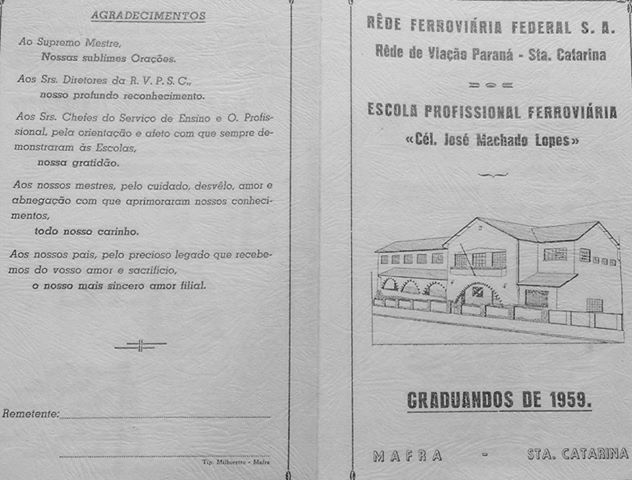 AGRADECIMENTOS
Ao Supremo Mestre,
Nossas sublimes Orações.
Aos Srs. Diretores da R. V. P. S. C.,
nosso profundo reconhecimento.
Aos Srs. Chefes do Serviço de Ensino e O. Profis-
sional, pela orientação e afeto com que sempre de-
monstraram às Escolas,
nossa gratidão.
Aos nossos mestres, pelo cuidado, desvêlo, amor e
abnegação com que aprimoraram nossos conheci-
mentos,
todo nosso carinho.
Aos nossos pais, pelo precioso legado que recebe-
mos do vosso amor e sacrifício,
o nosso mais sincero amor filial.
Remetente:
Tip. - Mafra
RÊDE FERROVIÁRIA FEDERAL S. A.
Rêde de Viação Paraná - Sta. Catarina
ESCOLA PROFISSIONAL FERROVIÁRIA
«Cél. José Machado Lopes»
GRADUANDOS DE 1959.
MAFRA - STA. CATARINA